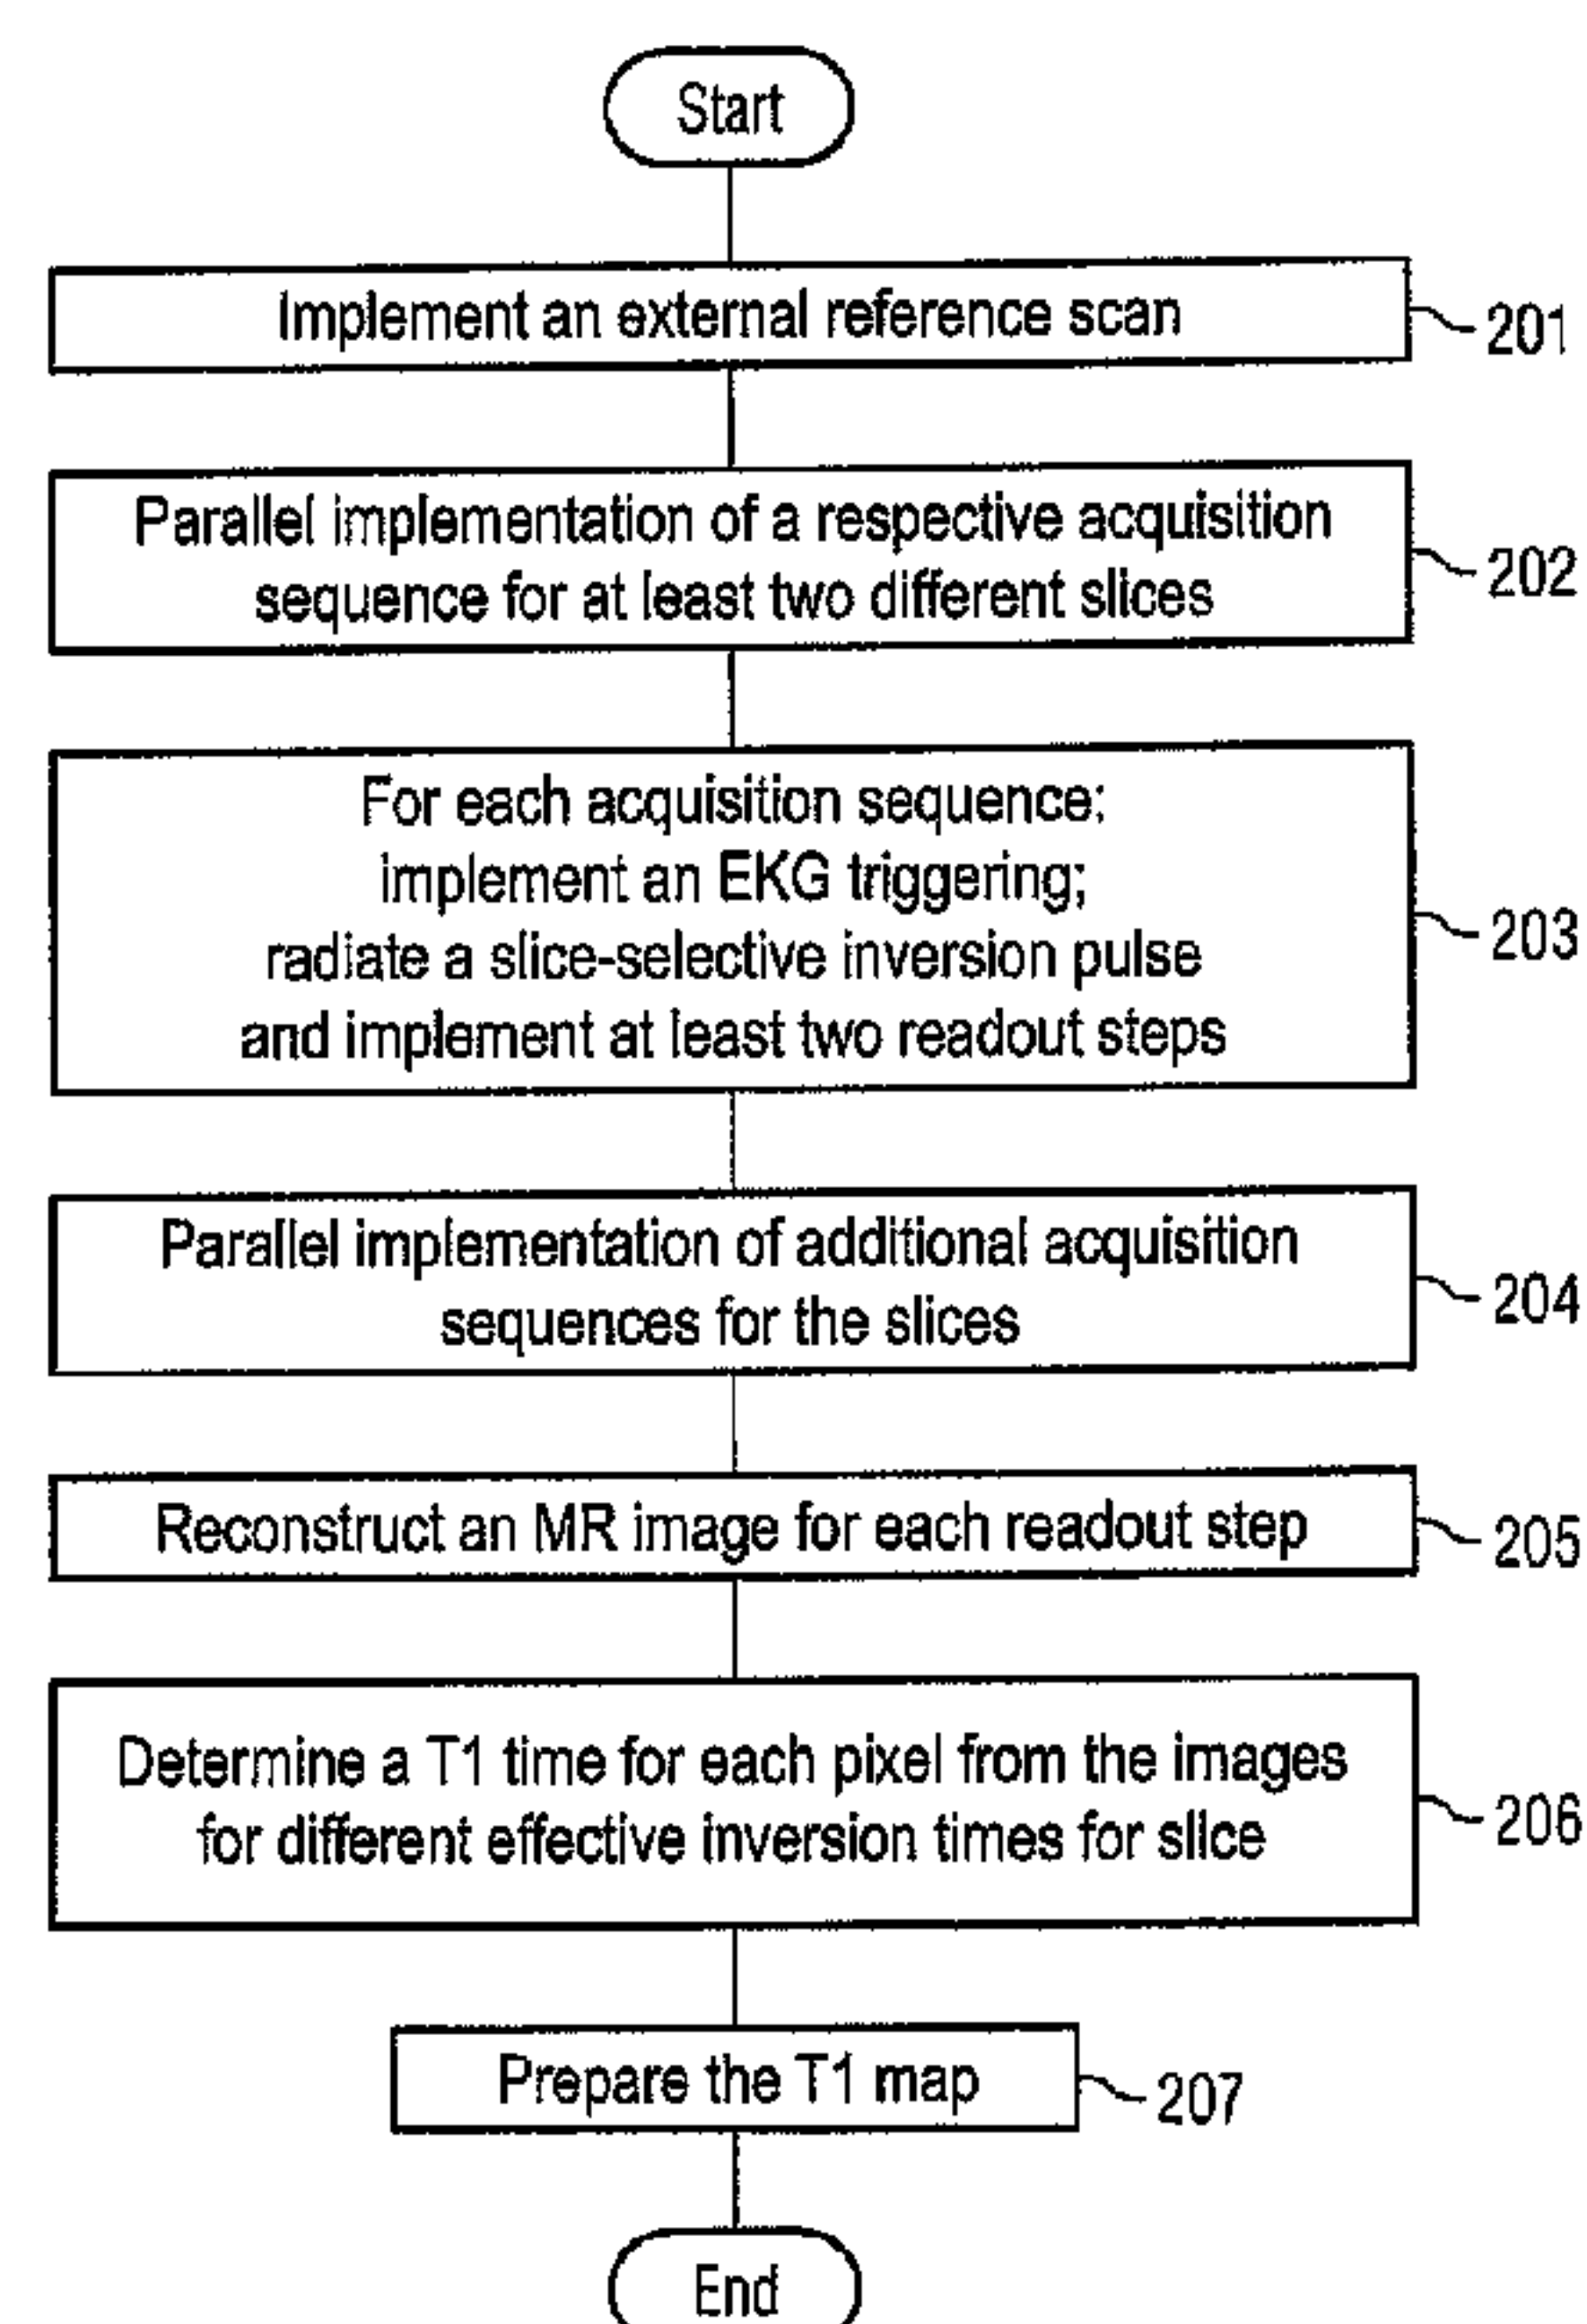 Start
Implement an external reference scan
201
Parallel implementation of a respective acquisition
sequence for at least two different slices
202
For each acquisition sequence:
implement an EKG triggering;
radiate a slice-selective inversion pulse
and implement at least two readout steps
203
Parallel implementation of additional acquisition
sequences for the slices
204
Reconstruct an MR image for each readout step
205
Determine a T1 time for each pixel from the images
for different effective inversion times for slice
206
Prepare the T1 map
207
End